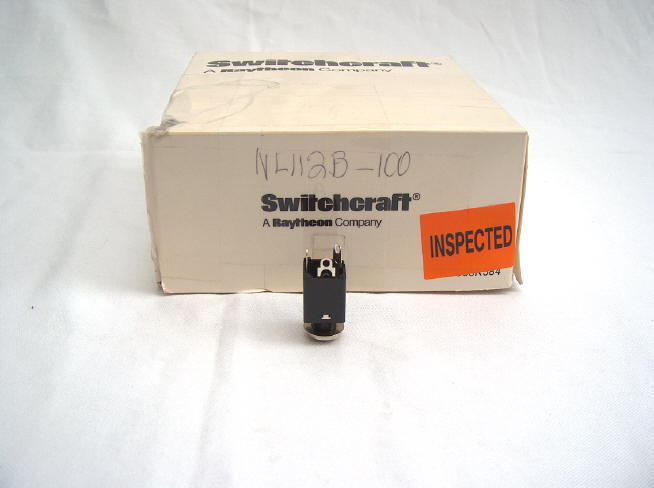 Switchcraft®
A Raytheon Company
NL112B-100
Switchcraft®
A Raytheon Company
INSPECTED